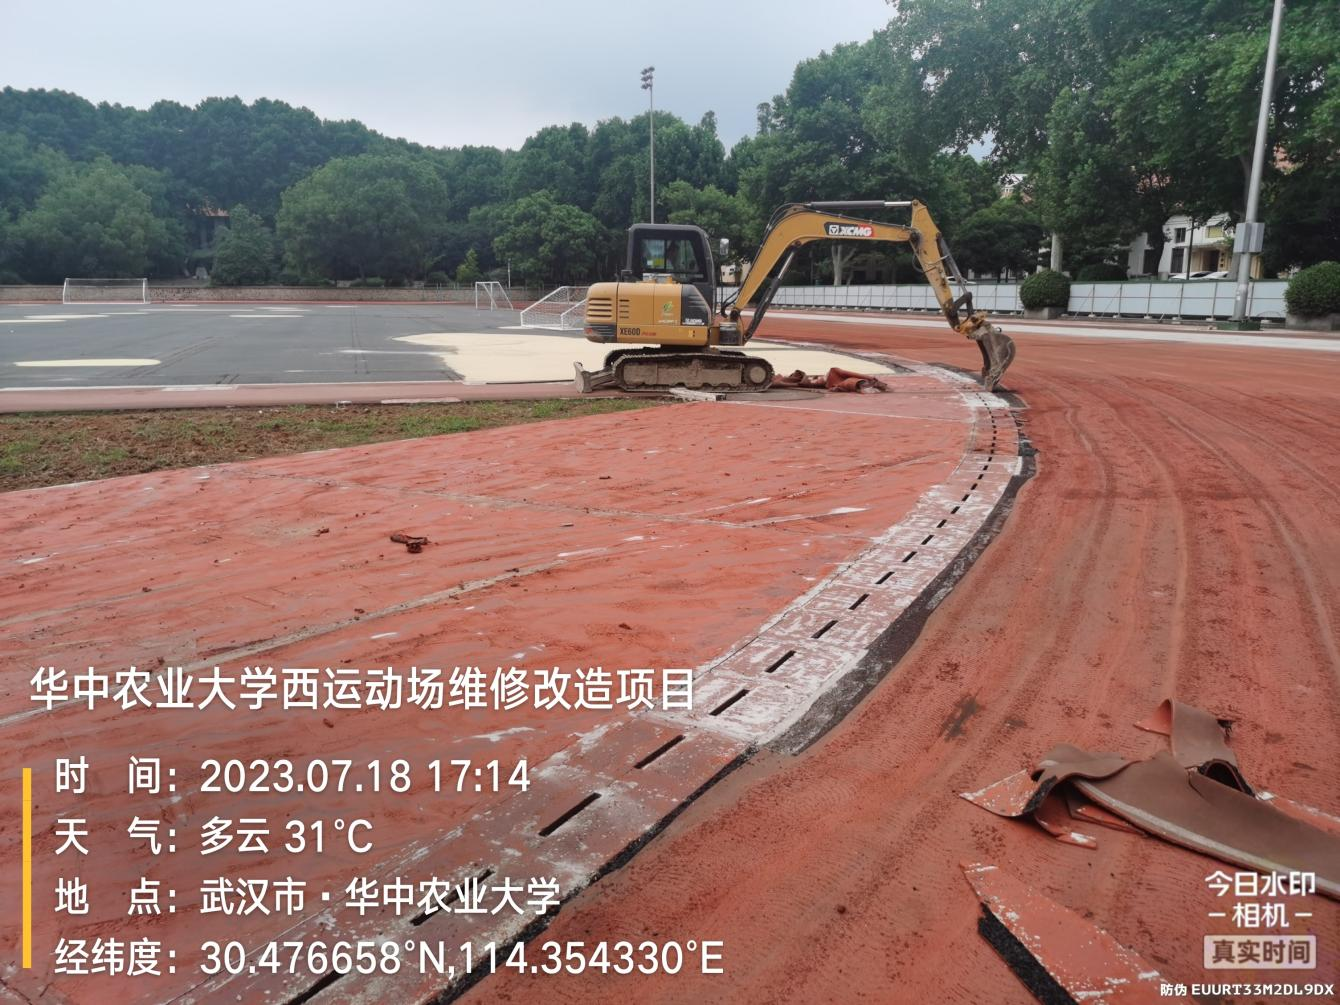 XCMG
XE60D
华中农业大学西运动场维修改造项目
时 间：2023.07.18 17:14
天 气：多云 31°C
地 点：武汉市·华中农业大学
经纬度：30.476658°N,114.354330°E
今日水印
相机
真实时间
防伪 EUURT33M2DL9DX